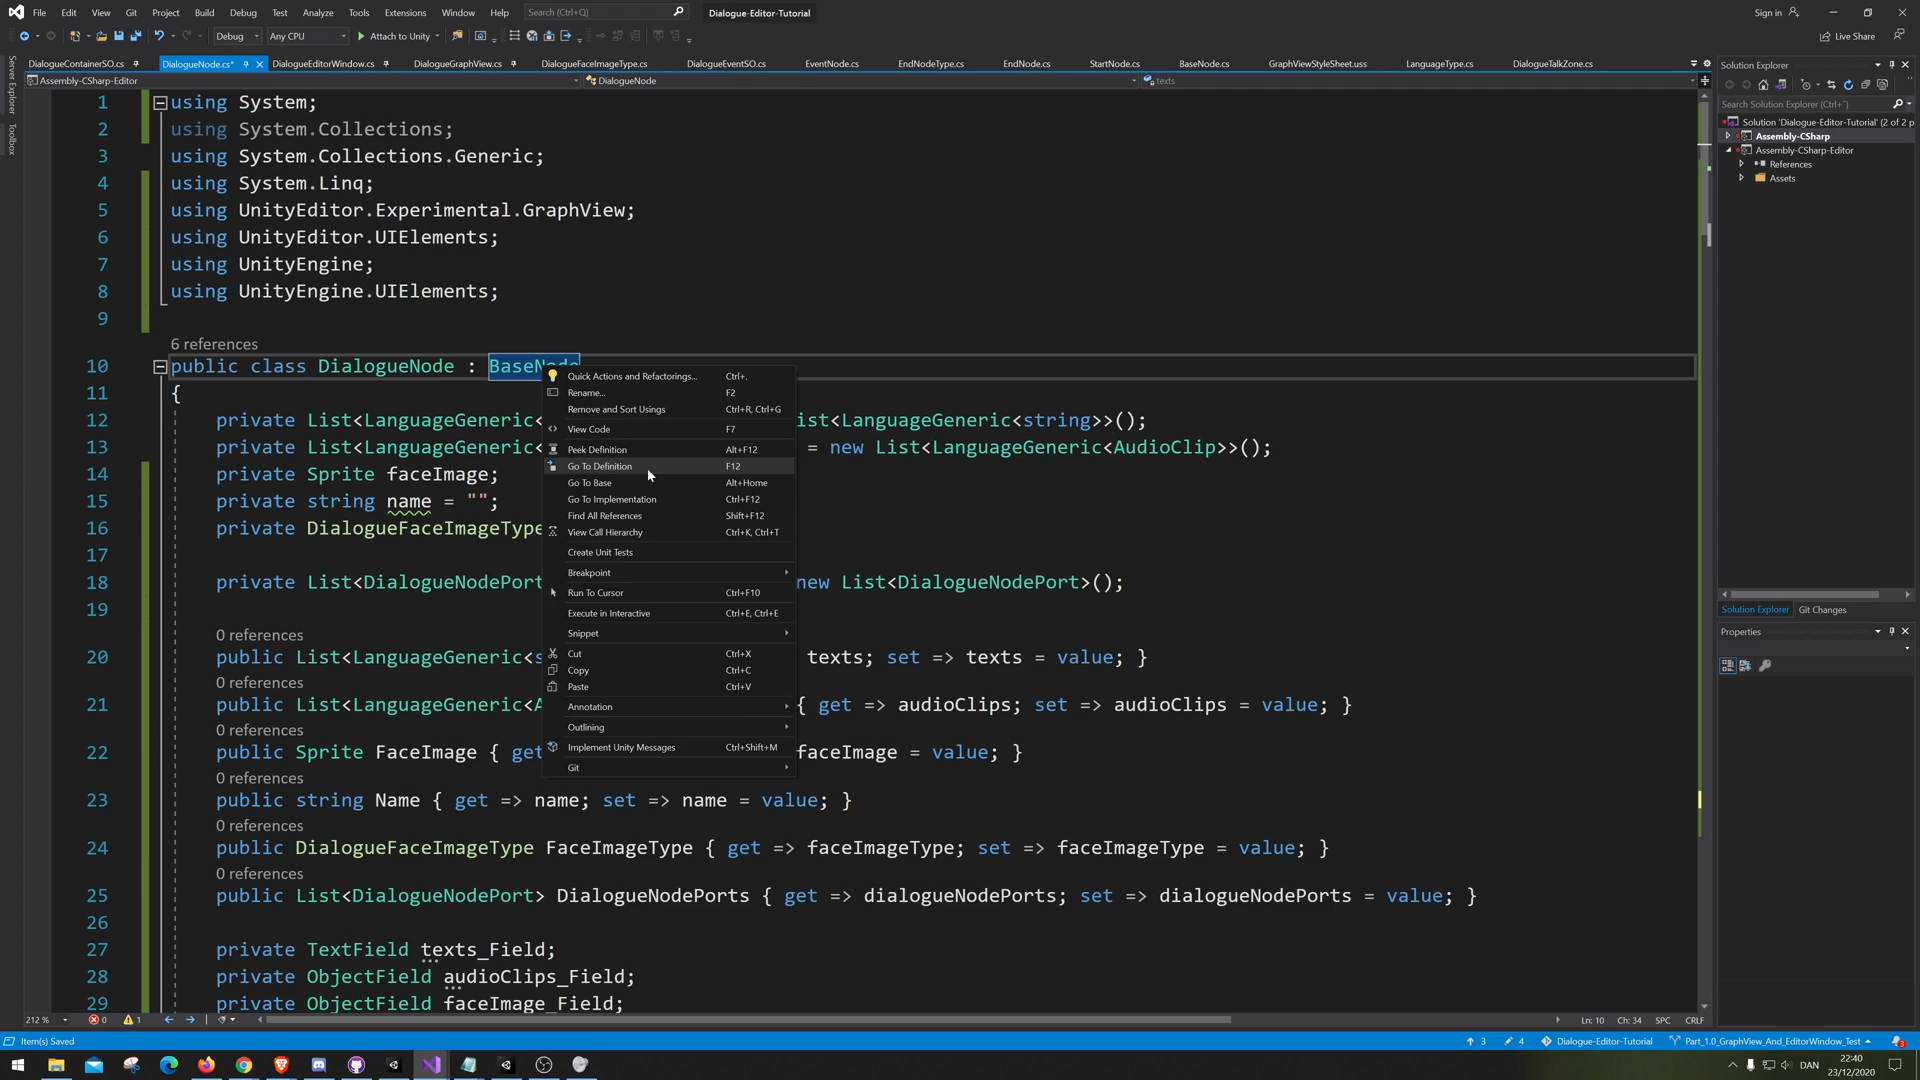 File Edit View Git Project Build Debug Test Analyze Tools Extensions Window Help Search (Ctrl+Q) Dialogue-Editor-Tutorial Sign in
Debug Any CPU Attach to Unity Live Share
DialogueContainerSO.cs DialogueNode.cs* DialogueEditorWindow.cs DialogueGraphView.cs DialogueFaceImageType.cs DialogueEventSO.cs EventNode.cs EndNodeType.cs EndNode.cs StartNode.cs BaseNode.cs GraphViewStyleSheet.uss LanguageType.cs DialogueTalkZone.cs
Assembly-CSharp-Editor DialogueNode texts
Server Explorer
Toolbox
1 using System;
2 using System.Collections;
3 using System.Collections.Generic;
4 using System.Linq;
5 using UnityEditor.Experimental.GraphView;
6 using UnityEditor.UIElements;
7 using UnityEngine;
8 using UnityEngine.UIElements;
9
6 references
10 public class DialogueNode : BaseNode
11 {
12 private List<LanguageGeneric< ist<LanguageGeneric<string>>();
13 private List<LanguageGeneric< = new List<LanguageGeneric<AudioClip>>();
14 private Sprite faceImage;
15 private string name = "";
16 private DialogueFaceImageType
17
18 private List<DialogueNodePort new List<DialogueNodePort>();
19
0 references
20 public List<LanguageGeneric<s texts; set => texts = value; }
0 references
21 public List<LanguageGeneric<A { get => audioClips; set => audioClips = value; }
0 references
22 public Sprite FaceImage { get faceImage = value; }
0 references
23 public string Name { get => name; set => name = value; }
0 references
24 public DialogueFaceImageType FaceImageType { get => faceImageType; set => faceImageType = value; }
0 references
25 public List<DialogueNodePort> DialogueNodePorts { get => dialogueNodePorts; set => dialogueNodePorts = value; }
26
27 private TextField texts_Field;
28 private ObjectField audioClips_Field;
29 private ObjectField faceImage_Field;
Quick Actions and Refactorings... Ctrl+.
Rename... F2
Remove and Sort Usings Ctrl+R, Ctrl+G
View Code F7
Peek Definition Alt+F12
Go To Definition F12
Go To Base Alt+Home
Go To Implementation Ctrl+F12
Find All References Shift+F12
View Call Hierarchy Ctrl+K, Ctrl+T
Create Unit Tests
Breakpoint
Run To Cursor Ctrl+F10
Execute in Interactive Ctrl+E, Ctrl+E
Snippet
Cut Ctrl+X
Copy Ctrl+C
Paste Ctrl+V
Annotation
Outlining
Implement Unity Messages Ctrl+Shift+M
Git
Solution Explorer
Search Solution Explorer (Ctrl+¨)
Solution 'Dialogue-Editor-Tutorial' (2 of 2 p
Assembly-CSharp
Assembly-CSharp-Editor
References
Assets
Solution Explorer Git Changes
Properties
212 % 0 1 Ln: 10 Ch: 34 SPC CRLF
Item(s) Saved 3 4 Dialogue-Editor-Tutorial Part_1.0_GraphView_And_EditorWindow_Test
DAN 22:40
23/12/2020